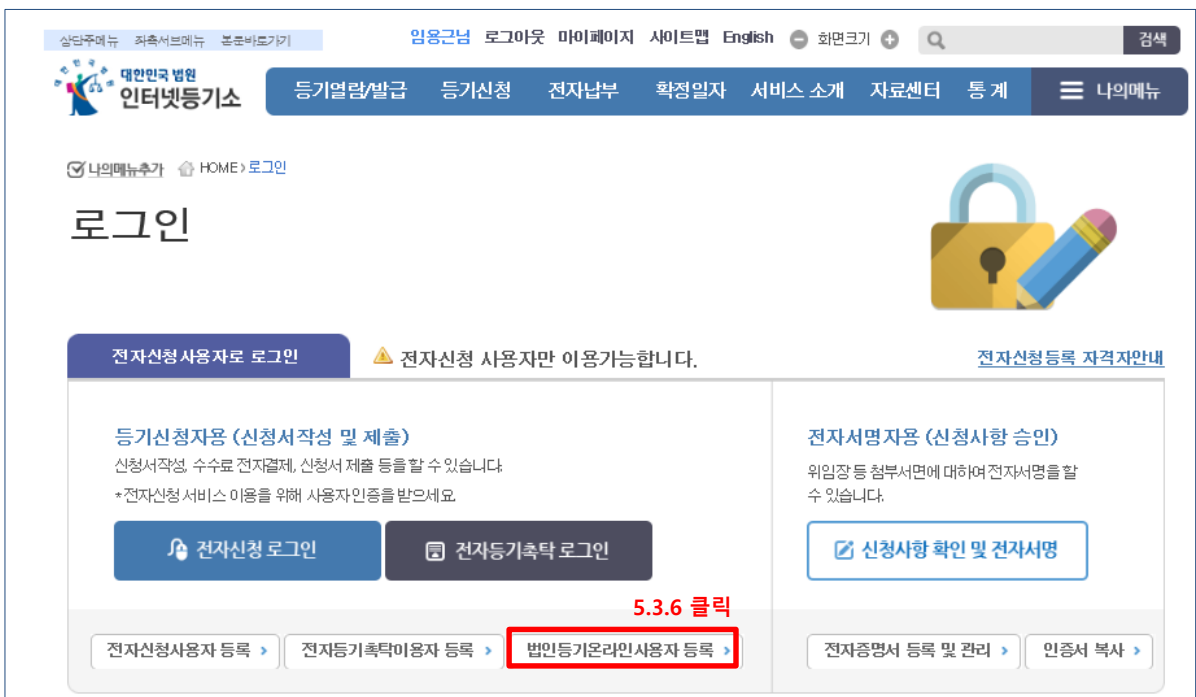 상단주메뉴 좌측서브메뉴 본문바로가기
임용근님 로그아웃 마이페이지 사이트맵 English 화면크기 검색
대한민국 법원
인터넷등기소
등기열람/발급 등기신청 전자납부 확정일자 서비스 소개 자료센터 통 계 나의메뉴
나의메뉴추가 HOME > 로그인
로그인
전자신청사용자로 로그인 전자신청 사용자만 이용가능합니다. 전자신청등록 자격자안내
등기신청자용 (신청서작성 및 제출)
신청서작성, 수수료 전자결제, 신청서 제출 등을 할 수 있습니다.
*전자신청 서비스 이용을 위해 사용자인증을 받으세요.
전자신청 로그인 전자등기촉탁 로그인
전자서명자용 (신청사항 승인)
위임장 등 첨부서면에 대하여 전자서명을 할
수 있습니다.
신청사항 확인 및 전자서명
5.3.6 클릭
전자신청사용자 등록 > 전자등기촉탁이용자 등록 > 법인등기온라인사용자 등록 > 전자증명서 등록 및 관리 > 인증서 복사 >